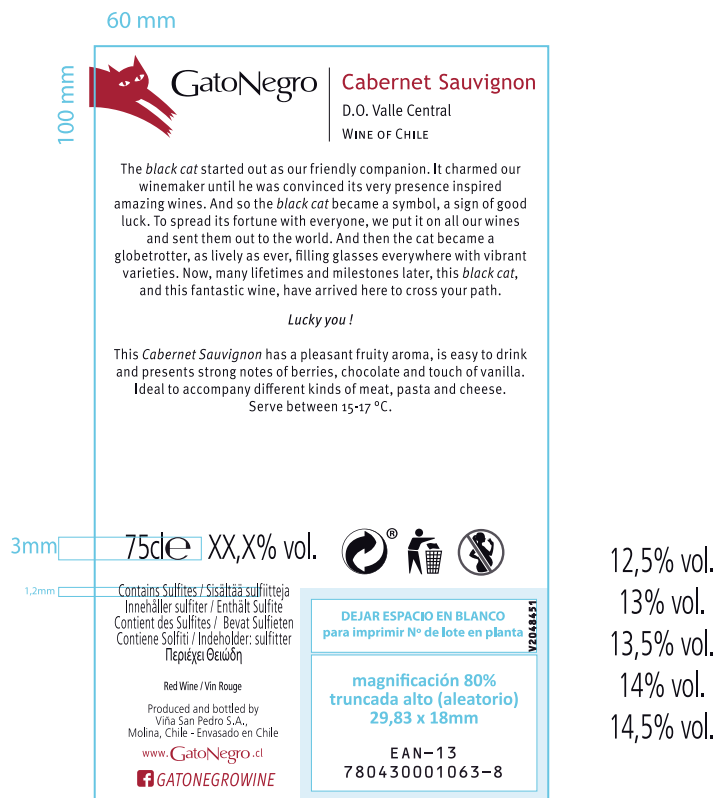 60 mm
100 mm
GatoNegro
Cabernet Sauvignon
D.O. Valle Central
WINE OF CHILE
The black cat started out as our friendly companion. It charmed our
winemaker until he was convinced its very presence inspired
amazing wines. And so the black cat became a symbol, a sign of good
luck. To spread its fortune with everyone, we put it on all our wines
and sent them out to the world. And then the cat became a
globetrotter, as lively as ever, filling glasses everywhere with vibrant
varieties. Now, many lifetimes and milestones later, this black cat,
and this fantastic wine, have arrived here to cross your path.
Lucky you !
This Cabernet Sauvignon has a pleasant fruity aroma, is easy to drink
and presents strong notes of berries, chocolate and touch of vanilla.
Ideal to accompany different kinds of meat, pasta and cheese.
Serve between 15-17 °C.
3mm
75cl e XX,X% vol.
®
1,2mm
Contains Sulfites / Sisältää sulfiitteja
Innehåller sulfiter / Enthält Sulfite
Contient des Sulfites / Bevat Sulfieten
Contiene Solfiti / Indeholder: sulfitter
Περιέχει Θειώδη
Red Wine / Vin Rouge
Produced and bottled by
Viña San Pedro S.A.,
Molina, Chile - Envasado en Chile
www.GatoNegro.cl
GATONEGROWINE
DEJAR ESPACIO EN BLANCO
para imprimir Nº de lote en planta
V2048451
magnificación 80%
truncada alto (aleatorio)
29,83 x 18mm
EAN-13
780430001063-8
12,5% vol.
13% vol.
13,5% vol.
14% vol.
14,5% vol.